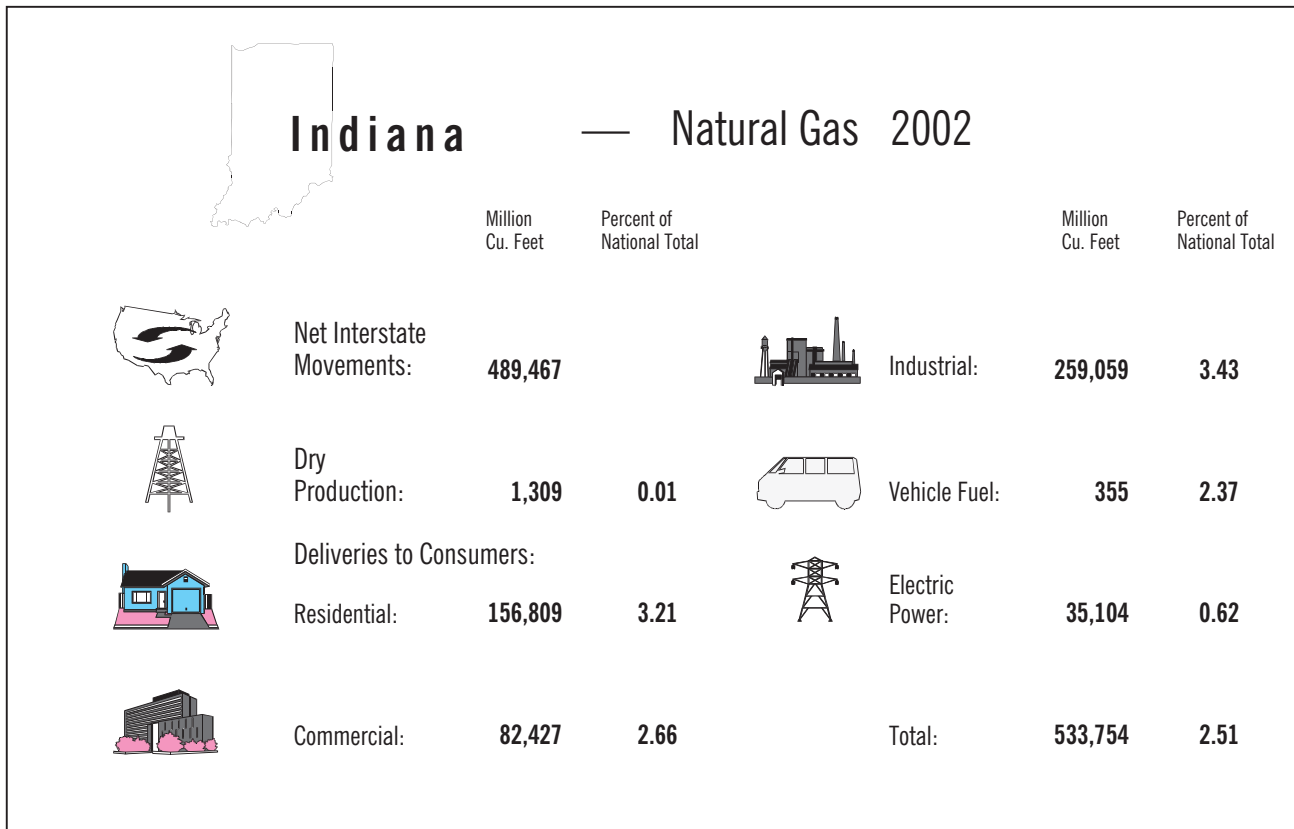 Indiana — Natural Gas 2002
Million Percent of Million Percent of
Cu. Feet National Total Cu. Feet National Total
Net Interstate
Movements: 489,467
Industrial: 259,059 3.43
Dry
Production: 1,309 0.01
Vehicle Fuel: 355 2.37
Deliveries to Consumers:
Residential: 156,809 3.21
Electric
Power: 35,104 0.62
Commercial: 82,427 2.66
Total: 533,754 2.51